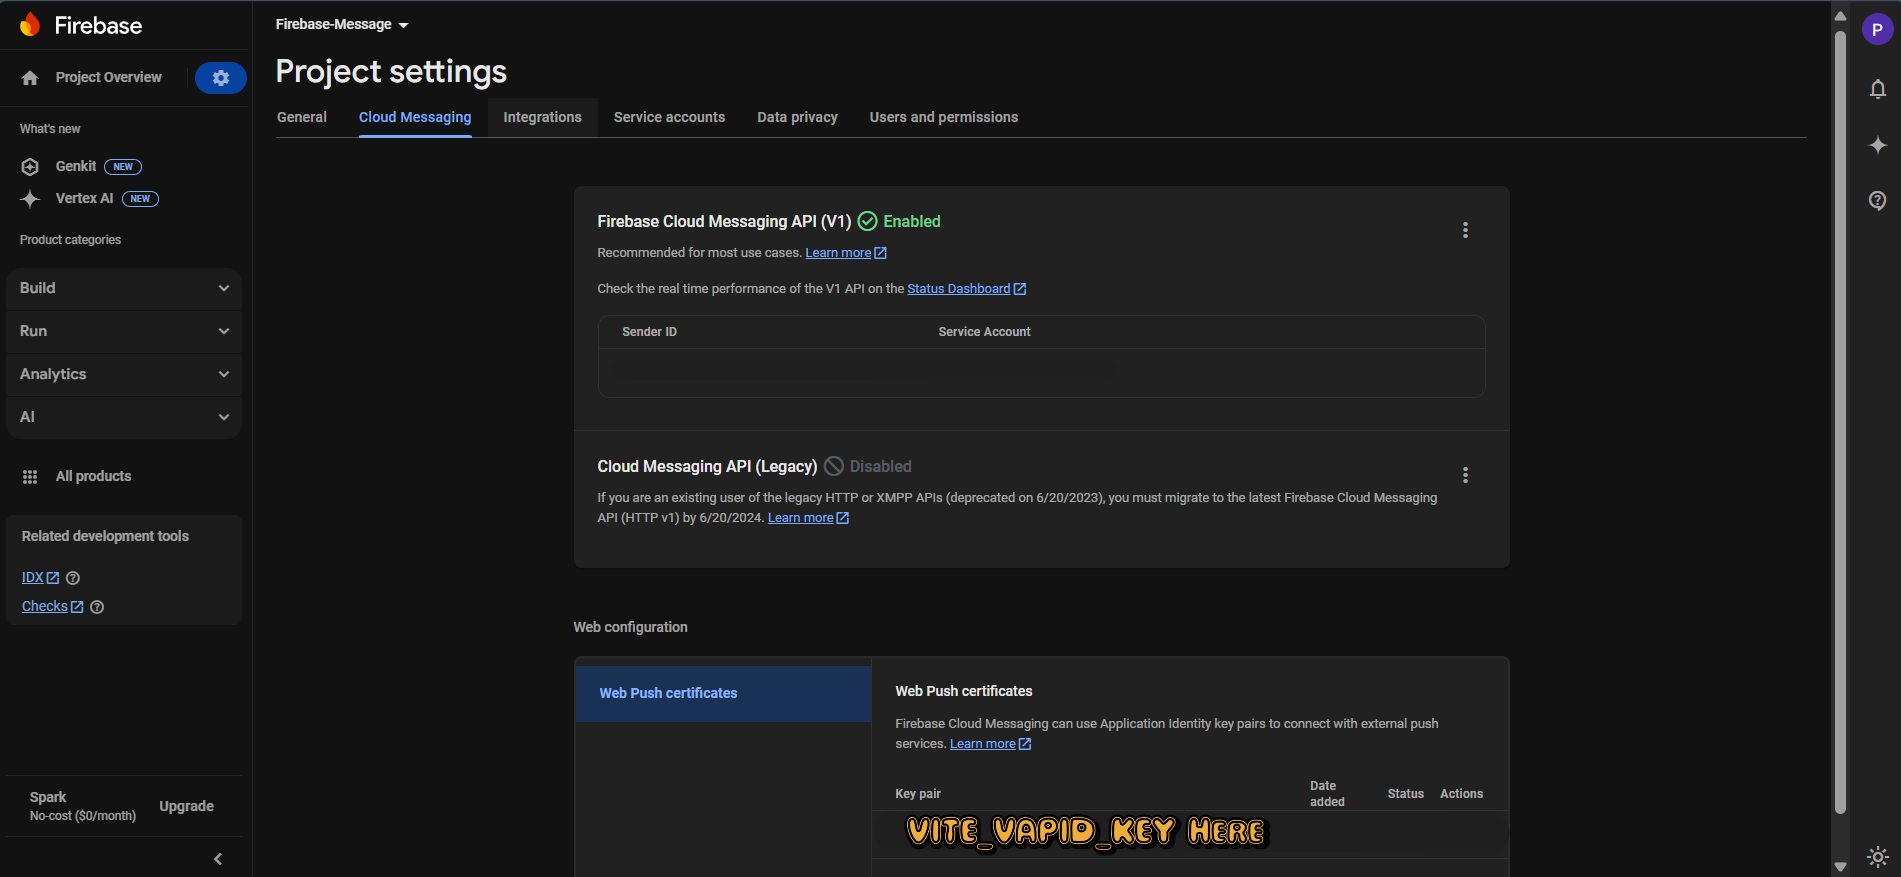 Firebase
Project Overview
What's new
Genkit NEW
Vertex AI NEW
Product categories
Build
Run
Analytics
AI
All products
Related development tools
IDX
Checks
Spark
No-cost ($0/month)
Upgrade
Firebase-Message
Project settings
General Cloud Messaging Integrations Service accounts Data privacy Users and permissions
Firebase Cloud Messaging API (V1) Enabled
Recommended for most use cases. Learn more
Check the real time performance of the V1 API on the Status Dashboard
Sender ID Service Account
Cloud Messaging API (Legacy) Disabled
If you are an existing user of the legacy HTTP or XMPP APIs (deprecated on 6/20/2023), you must migrate to the latest Firebase Cloud Messaging
API (HTTP v1) by 6/20/2024. Learn more
Web configuration
Web Push certificates
Web Push certificates
Firebase Cloud Messaging can use Application Identity key pairs to connect with external push
services. Learn more
Key pair Date added Status Actions
VITE_VAPID_KEY HERE
P